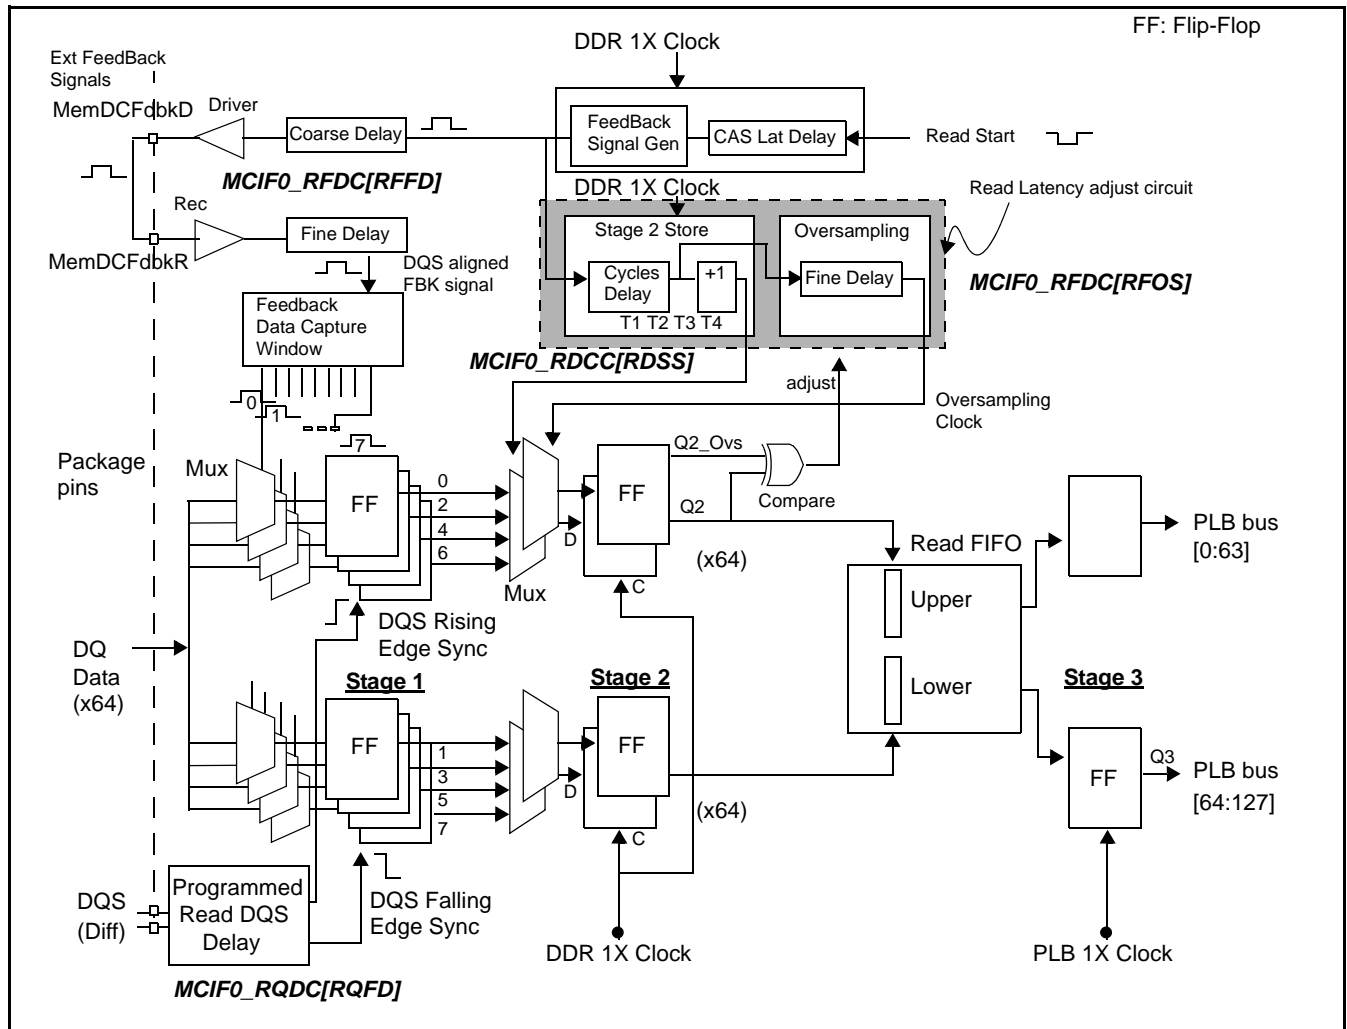 FF: Flip-Flop
DDR 1X Clock
Ext FeedBack
Signals
MemDCFdbkD
Driver
Coarse Delay
FeedBack
Signal Gen
CAS Lat Delay
Read Start
MCIF0_RFDC[RFFD]
DDR 1X Clock
Read Latency adjust circuit
Rec
Fine Delay
MemDCFdbkR
DQS aligned
FBK signal
Stage 2 Store
Oversampling
Cycles
Delay
+1
Fine Delay
T1 T2 T3 T4
MCIF0_RFDC[RFOS]
Feedback
Data Capture
Window
MCIF0_RDCC[RDSS]
adjust
Oversampling
Clock
0
1
7
Package
pins
Mux
FF
0
2
4
6
Mux
D
FF
C
Q2_Ovs
Q2
Compare
(x64)
Read FIFO
Upper
Lower
PLB bus
[0:63]
DQS Rising
Edge Sync
DQ
Data
(x64)
Stage 1
Stage 2
Stage 3
FF
1
3
5
7
D
FF
C
(x64)
FF
Q3
PLB bus
[64:127]
DQS
(Diff)
Programmed
Read DQS
Delay
DQS Falling
Edge Sync
DDR 1X Clock
PLB 1X Clock
MCIF0_RQDC[RQFD]